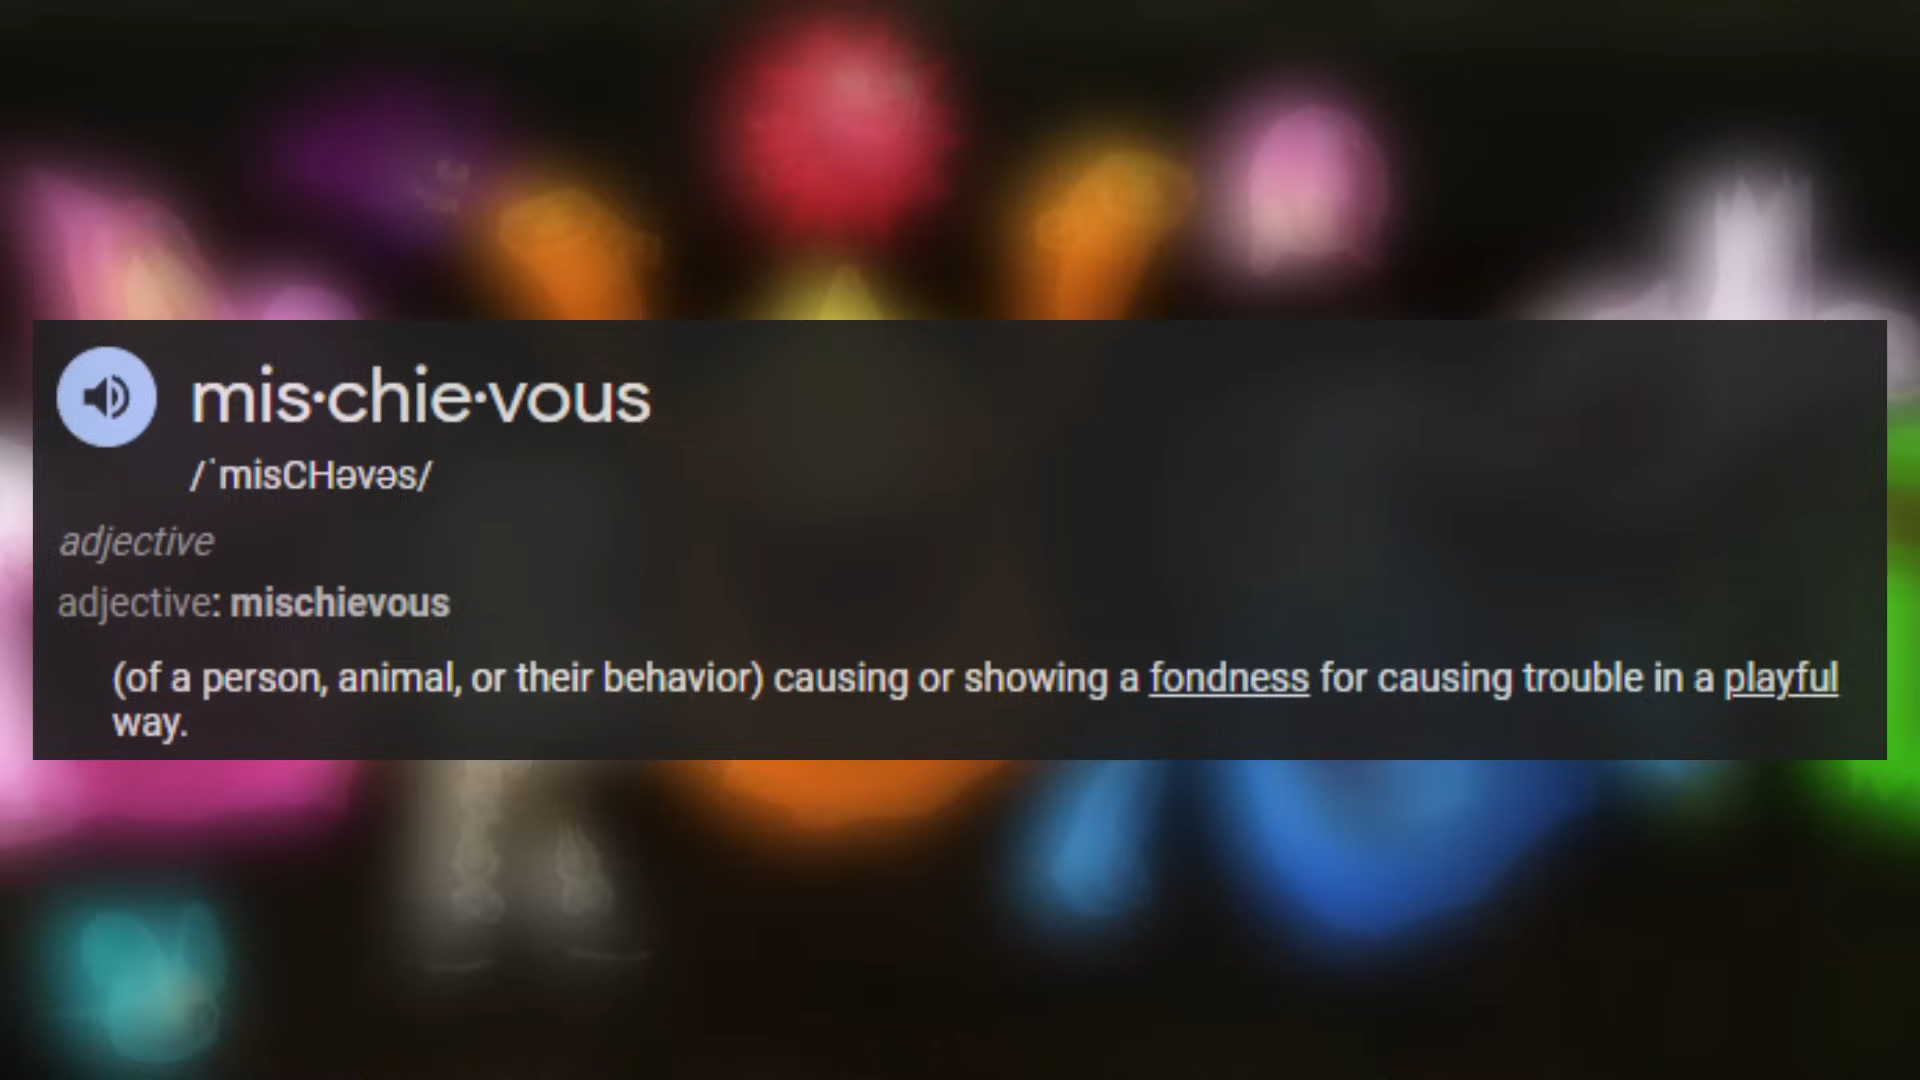 mis·chie·vous
/ˈmisCHəvəs/
adjective
adjective: mischievous
(of a person, animal, or their behavior) causing or showing a fondness for causing trouble in a playful
way.